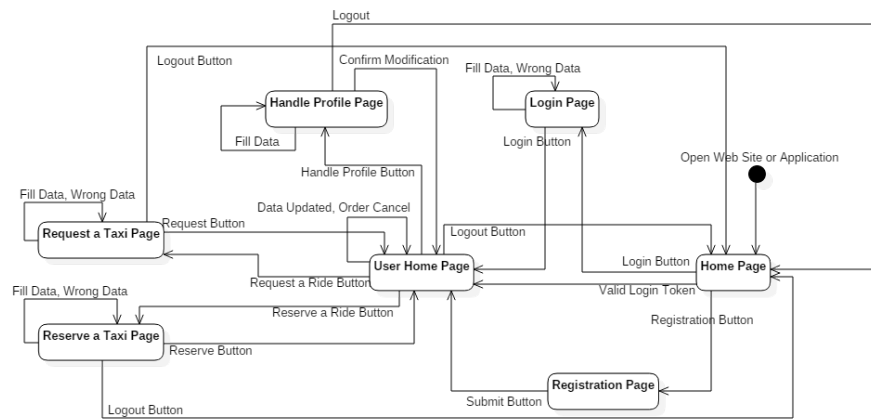 Logout
Logout Button
Confirm Modification
Fill Data, Wrong Data
Handle Profile Page
Login Page
Fill Data
Login Button
Open Web Site or Application
Handle Profile Button
Fill Data, Wrong Data
Data Updated, Order Cancel
Request Button
Request a Taxi Page
Logout Button
User Home Page
Login Button
Home Page
Request a Ride Button
Valid Login Token
Fill Data, Wrong Data
Reserve a Ride Button
Registration Button
Reserve a Taxi Page
Reserve Button
Registration Page
Submit Button
Logout Button